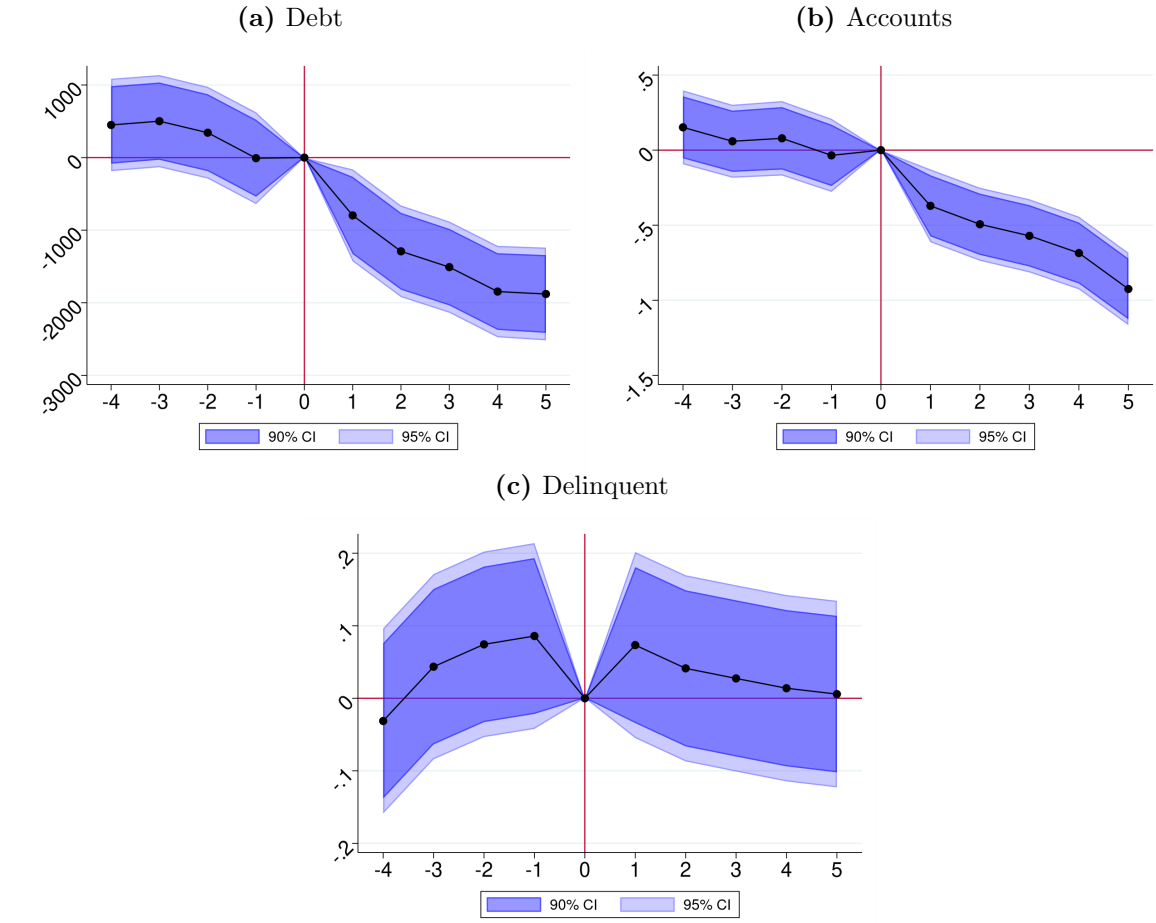 (a) Debt
1000
0
-1000
-2000
-3000
-4 -3 -2 -1 0 1 2 3 4 5
90% CI 95% CI
(b) Accounts
.5
0
-.5
-1
-1.5
-4 -3 -2 -1 0 1 2 3 4 5
90% CI 95% CI
(c) Delinquent
.2
.1
0
-.1
-.2
-4 -3 -2 -1 0 1 2 3 4 5
90% CI 95% CI